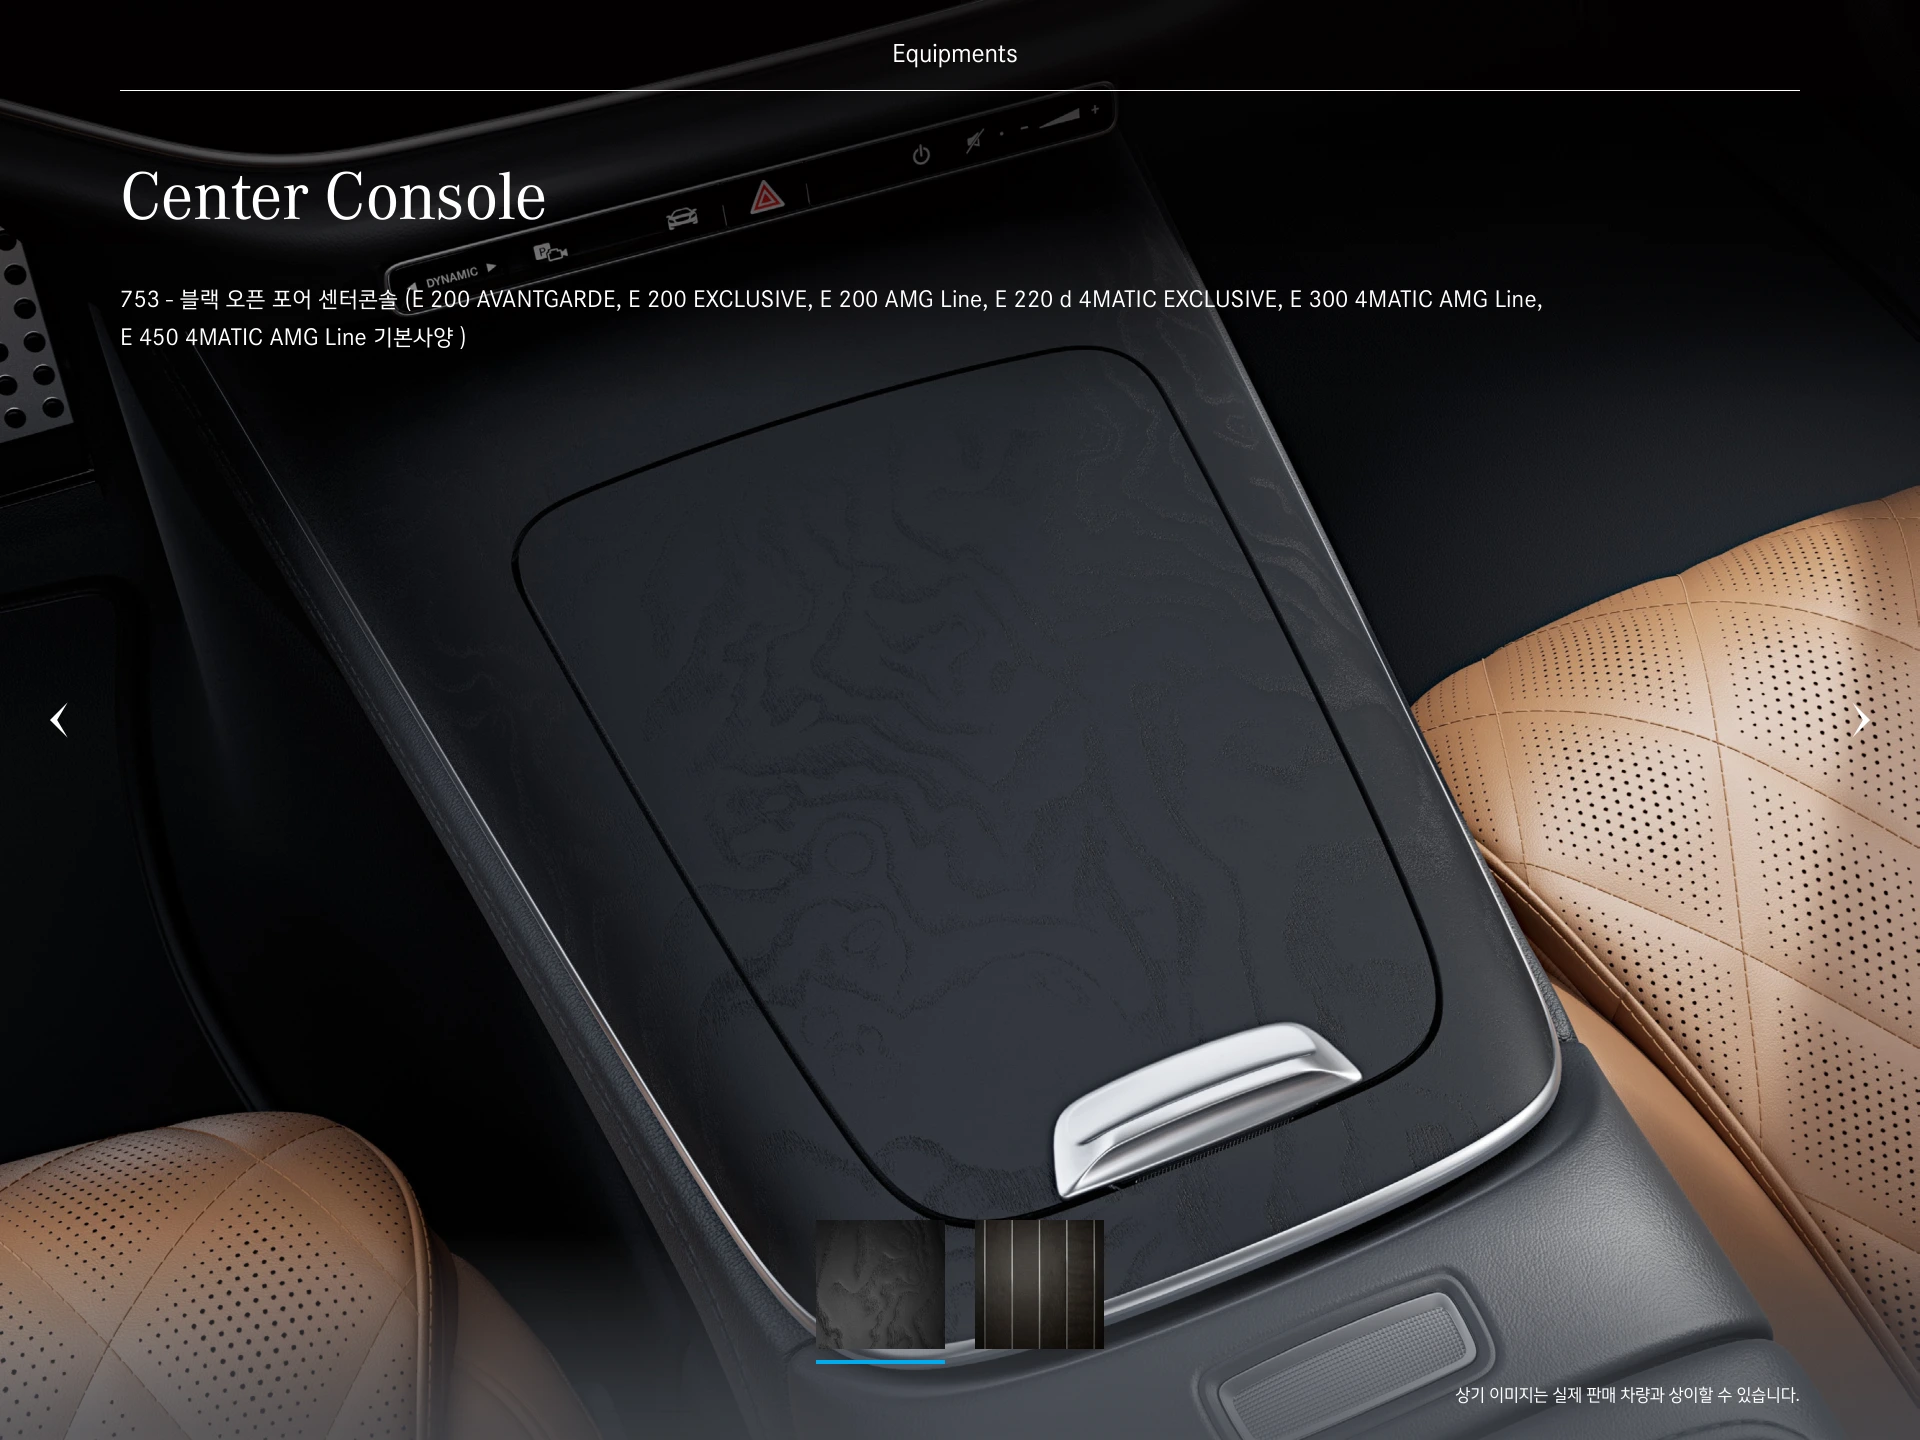 Equipments
Center Console
DYNAMIC
P
753 - 블랙 오픈 포어 센터콘솔 (E 200 AVANTGARDE, E 200 EXCLUSIVE, E 200 AMG Line, E 220 d 4MATIC EXCLUSIVE, E 300 4MATIC AMG Line,
E 450 4MATIC AMG Line 기본사양 )
상기 이미지는 실제 판매 차량과 상이할 수 있습니다.